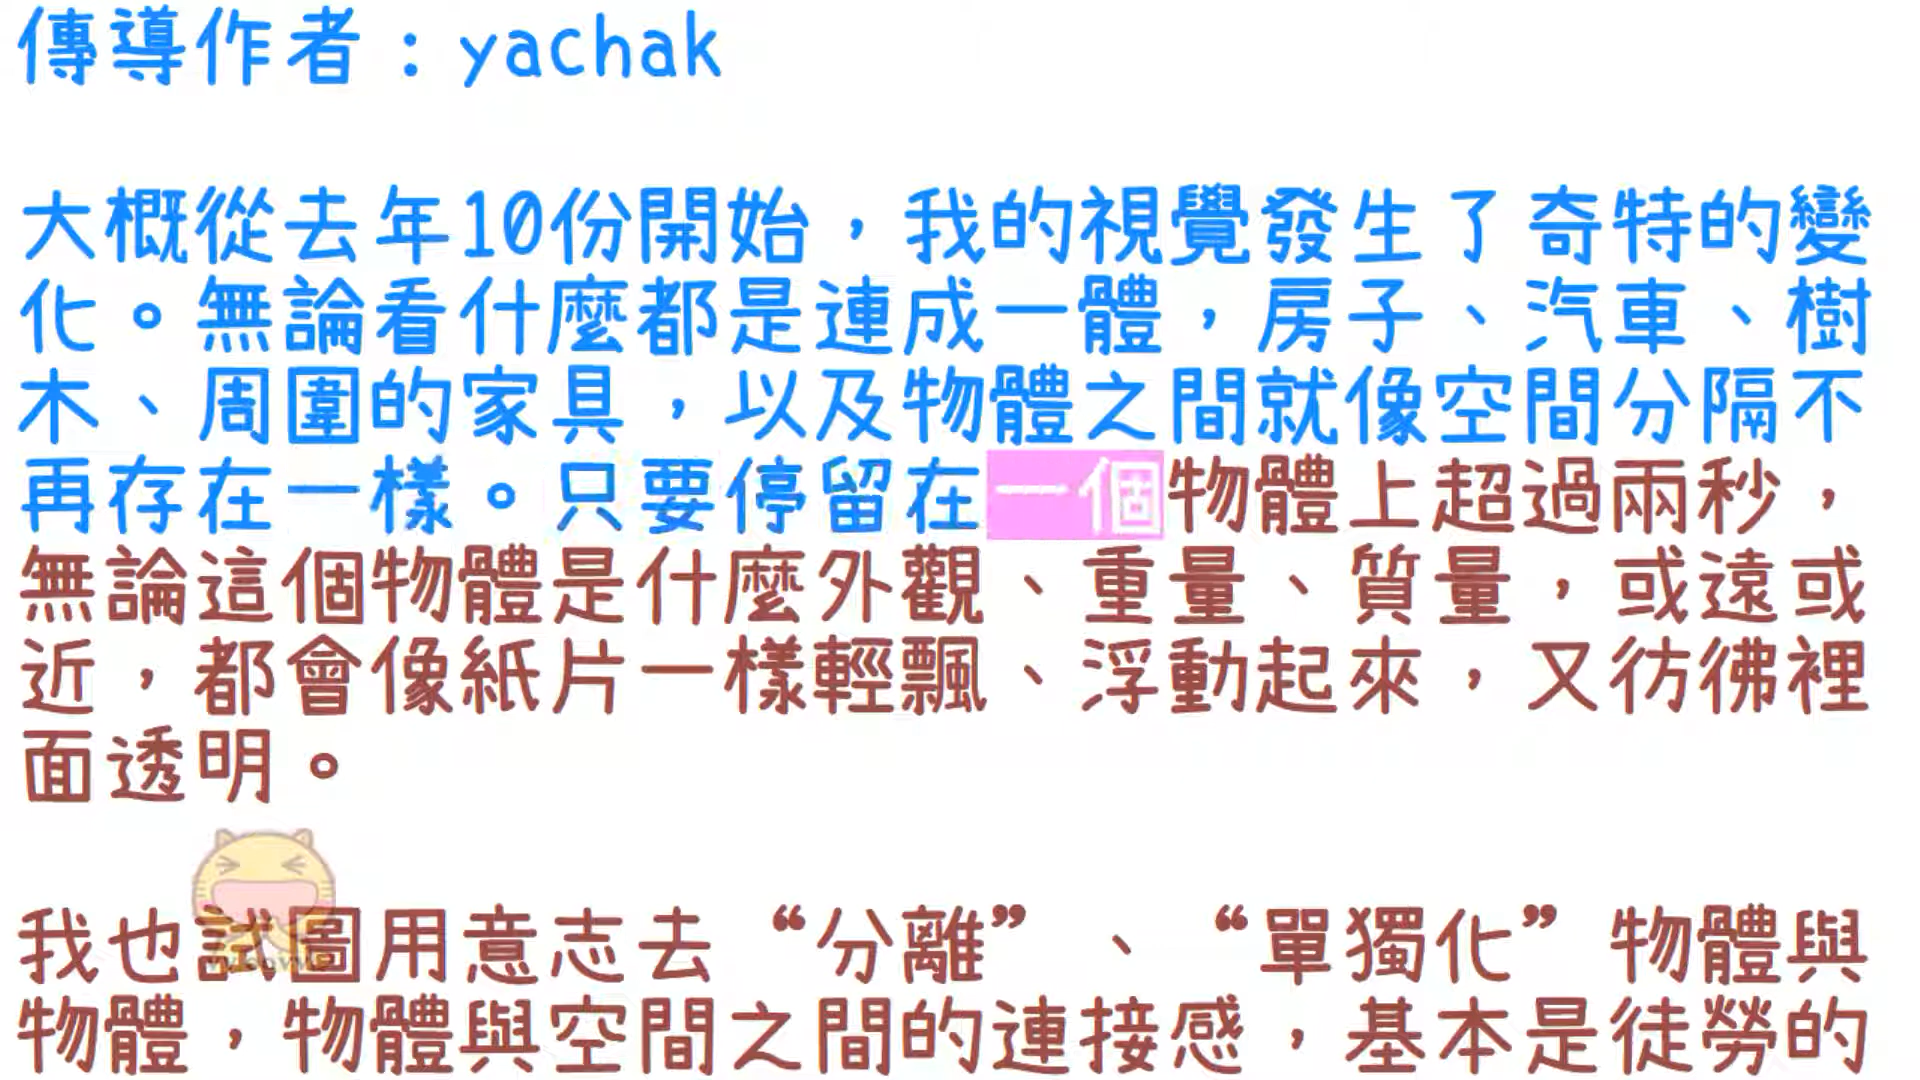 傳導作者：yachak
大概從去年10份開始，我的視覺發生了奇特的變
化。無論看什麼都是連成一體，房子、汽車、樹
木、周圍的家具，以及物體之間就像空間分隔不
再存在一樣。只要停留在一個物體上超過兩秒，
無論這個物體是什麼外觀、重量、質量，或遠或
近，都會像紙片一樣輕飄、浮動起來，又彷彿裡
面透明。
我也試圖用意志去“分離”、“單獨化”物體與
物體，物體與空間之間的連接感，基本是徒勞的